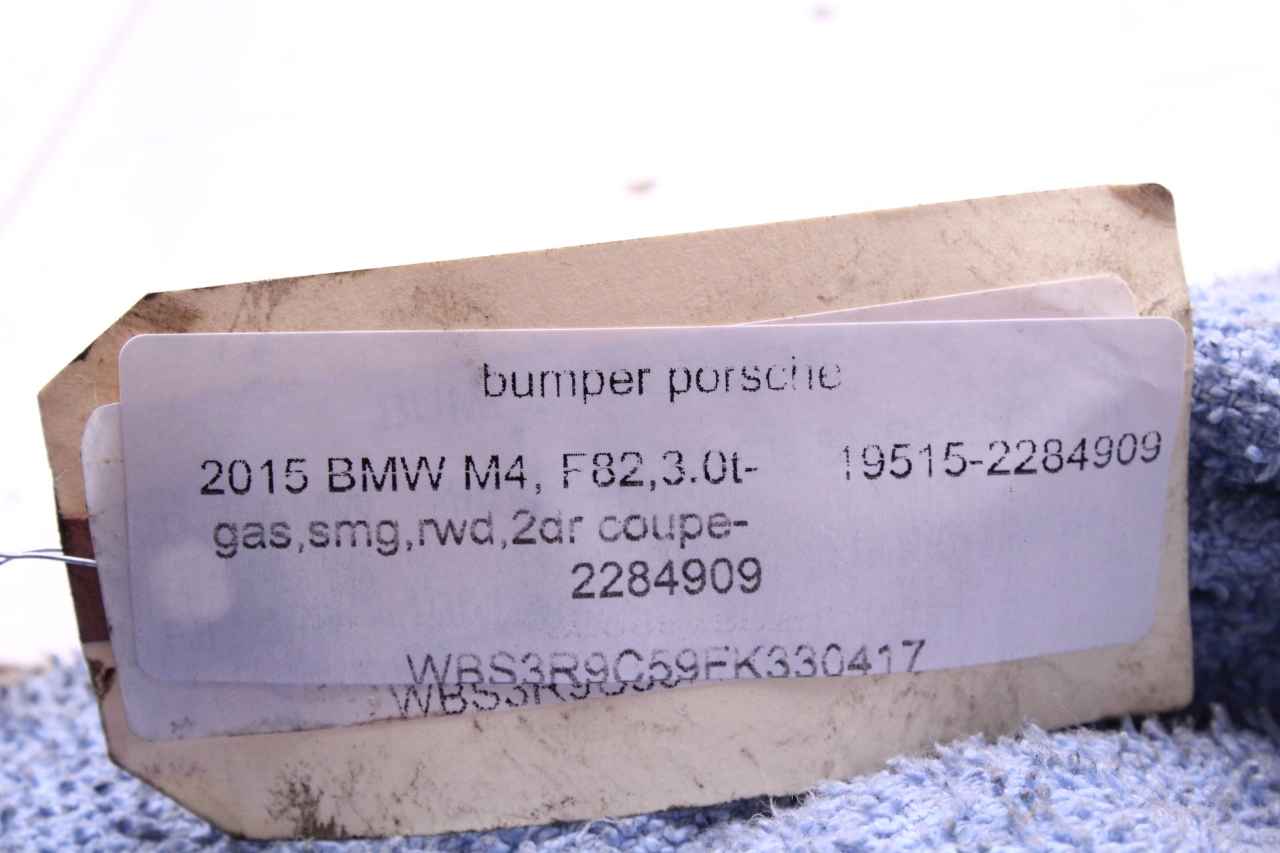 bumper porsche
2015 BMW M4, F82,3.0t- 19515-2284909
gas,smg,rwd,2dr coupe-
2284909
WBS3R9C59FK330417